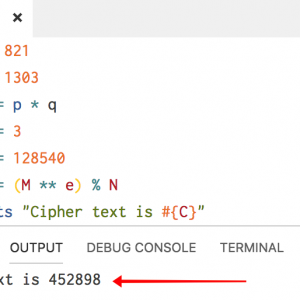 821
1303
= p * q
= 3
= 128540
= (M ** e) % N
ts "Cipher text is #{C}"
OUTPUT DEBUG CONSOLE TERMINAL
xt is 452898